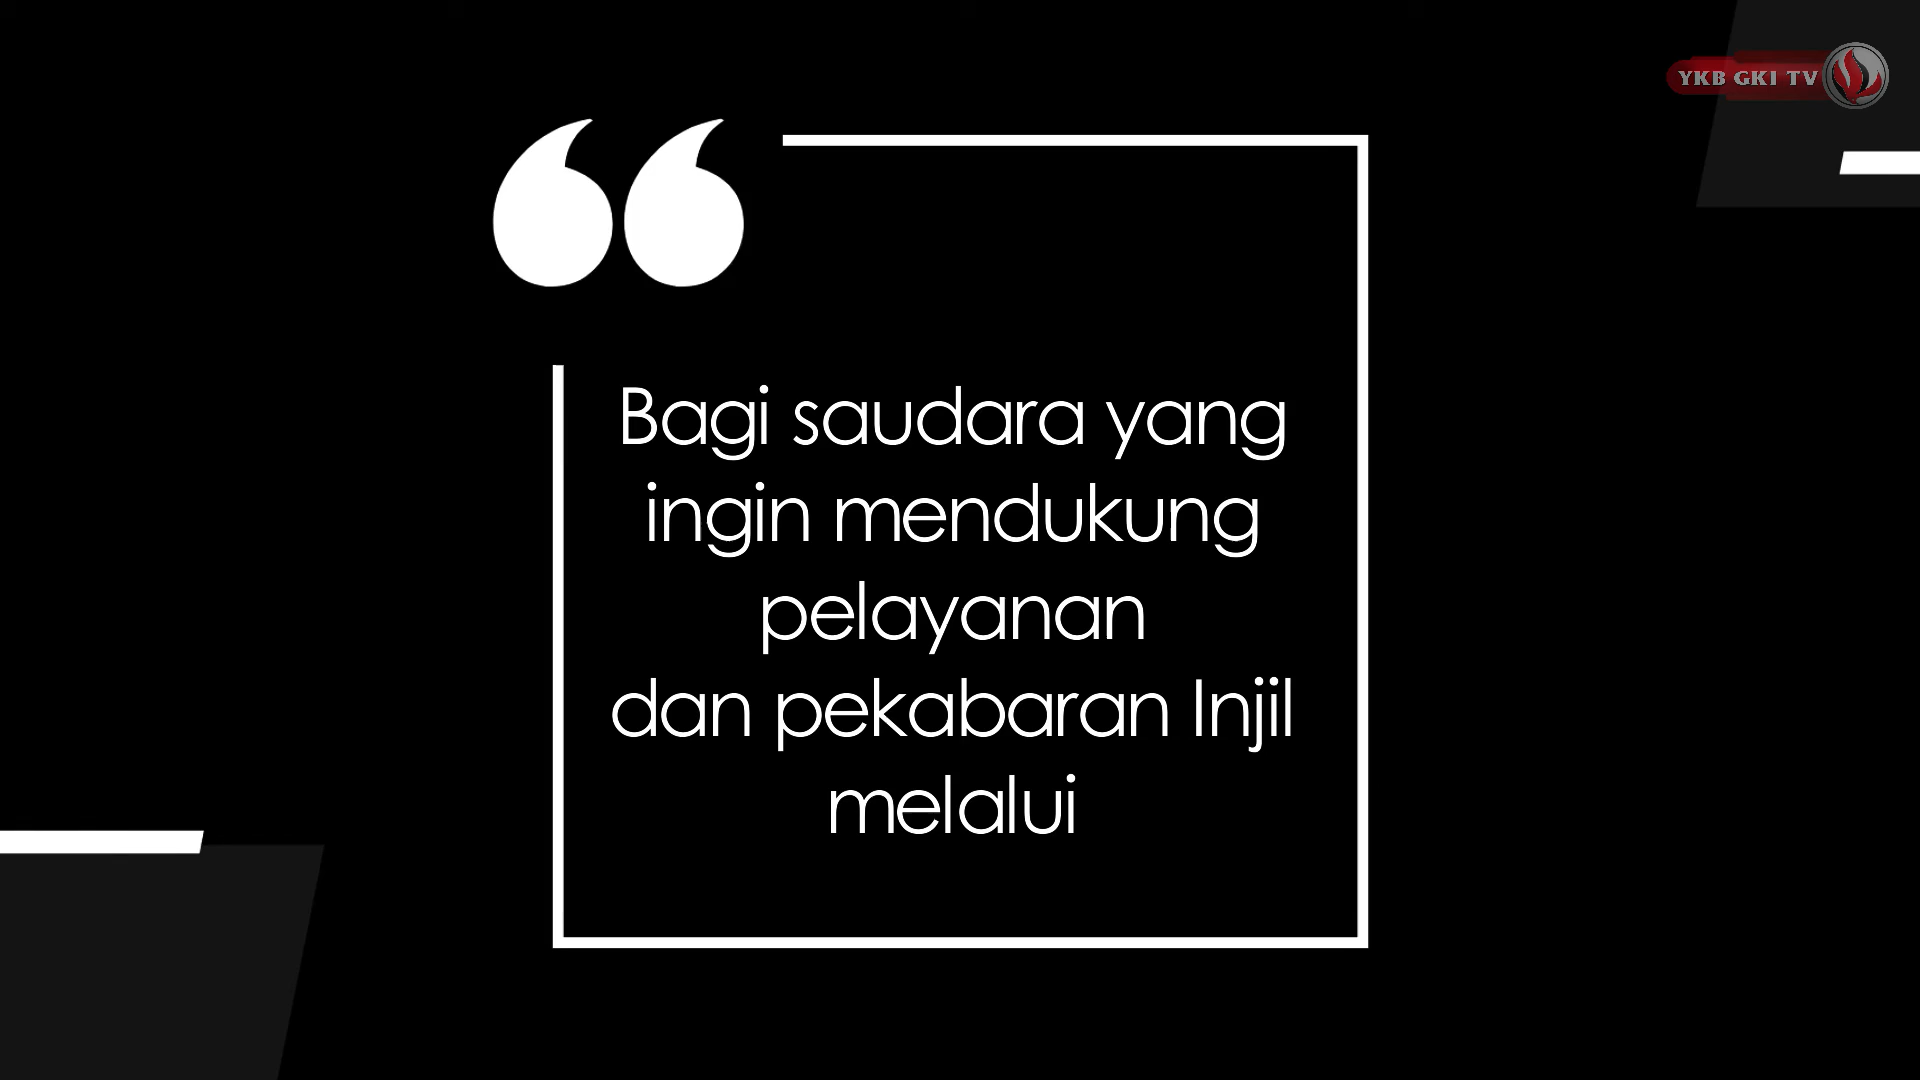 YKB GKI TV
Bagi saudara yang
ingin mendukung
pelayanan
dan pekabaran Injil
melalui